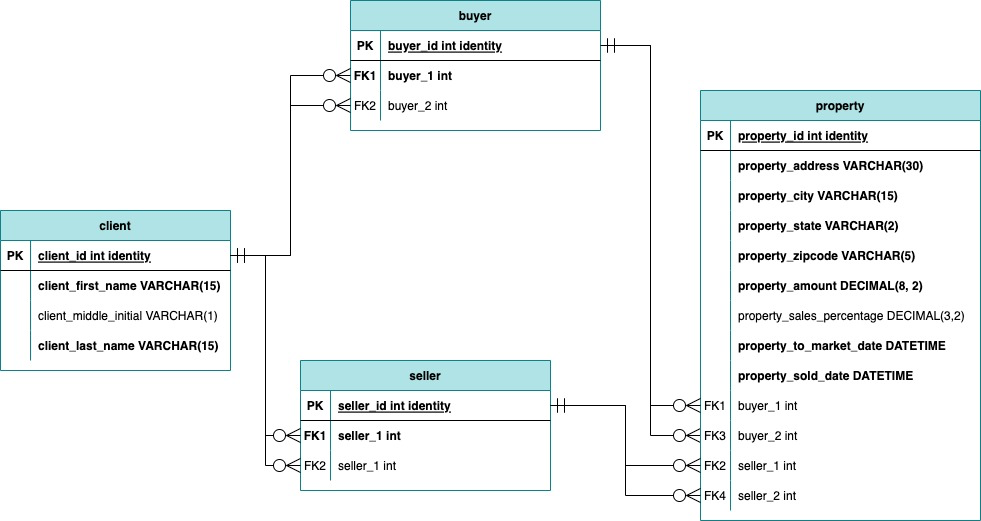 buyer
PK buyer_id int identity
FK1 buyer_1 int
FK2 buyer_2 int
property
PK property_id int identity
property_address VARCHAR(30)
property_city VARCHAR(15)
property_state VARCHAR(2)
property_zipcode VARCHAR(5)
property_amount DECIMAL(8, 2)
property_sales_percentage DECIMAL(3,2)
property_to_market_date DATETIME
property_sold_date DATETIME
FK1 buyer_1 int
FK3 buyer_2 int
FK2 seller_1 int
FK4 seller_2 int
client
PK client_id int identity
client_first_name VARCHAR(15)
client_middle_initial VARCHAR(1)
client_last_name VARCHAR(15)
seller
PK seller_id int identity
FK1 seller_1 int
FK2 seller_1 int